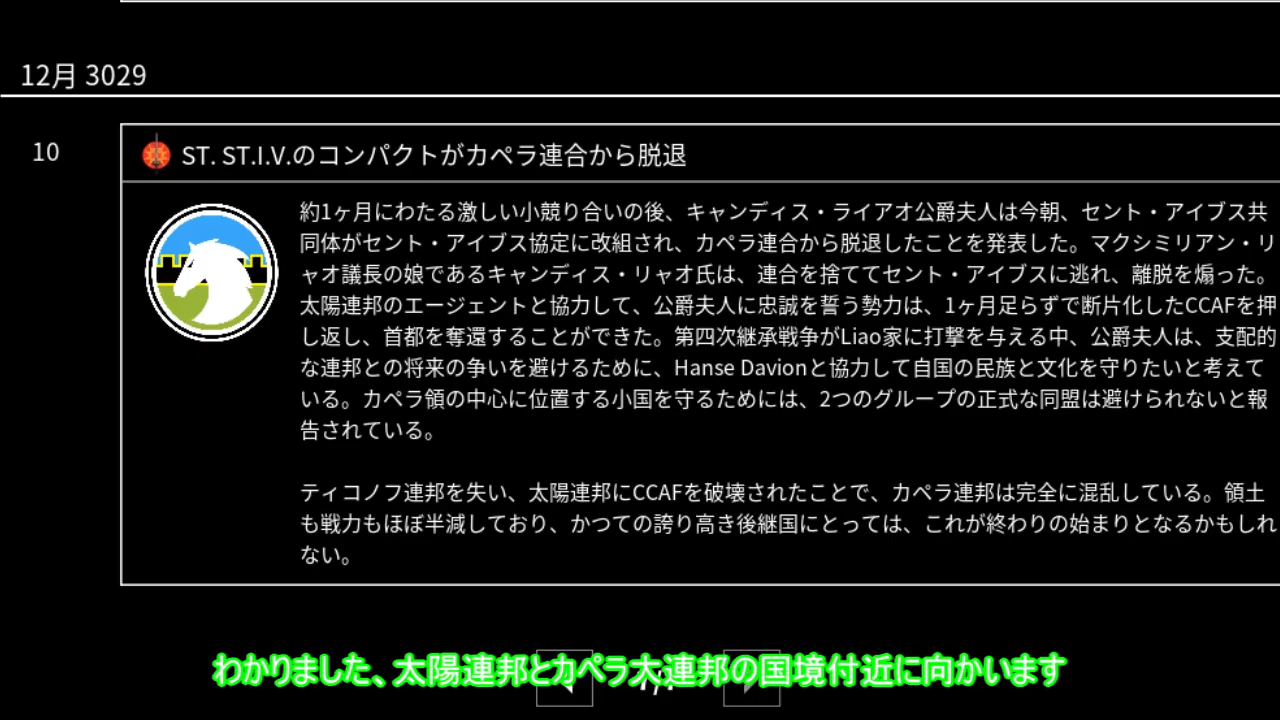 12月 3029
10
ST. ST.I.V.のコンパクトがカペラ連合から脱退
約1ヶ月にわたる激しい小競り合いの後、キャンディス・ライアオ公爵夫人は今朝、セント・アイブス共
同体がセント・アイブス協定に改組され、カペラ連合から脱退したことを発表した。マクシミリアン・リ
ャオ議長の娘であるキャンディス・リャオ氏は、連合を捨ててセント・アイブスに逃れ、離脱を煽った。
太陽連邦のエージェントと協力して、公爵夫人に忠誠を誓う勢力は、1ヶ月足らずで断片化したCCAFを押
し返し、首都を奪還することができた。第四次継承戦争がLiao家に打撃を与える中、公爵夫人は、支配的
な連邦との将来の争いを避けるために、Hanse Davionと協力して自国の民族と文化を守りたいと考えて
いる。カペラ領の中心に位置する小国を守るためには、2つのグループの正式な同盟は避けられないと報
告されている。
ティコノフ連邦を失い、太陽連邦にCCAFを破壊されたことで、カペラ連邦は完全に混乱している。領土
も戦力もほぼ半減しており、かつての誇り高き後継国にとっては、これが終わりの始まりとなるかもしれ
ない。
わかりました、太陽連邦とカペラ大連邦の国境付近に向かいます